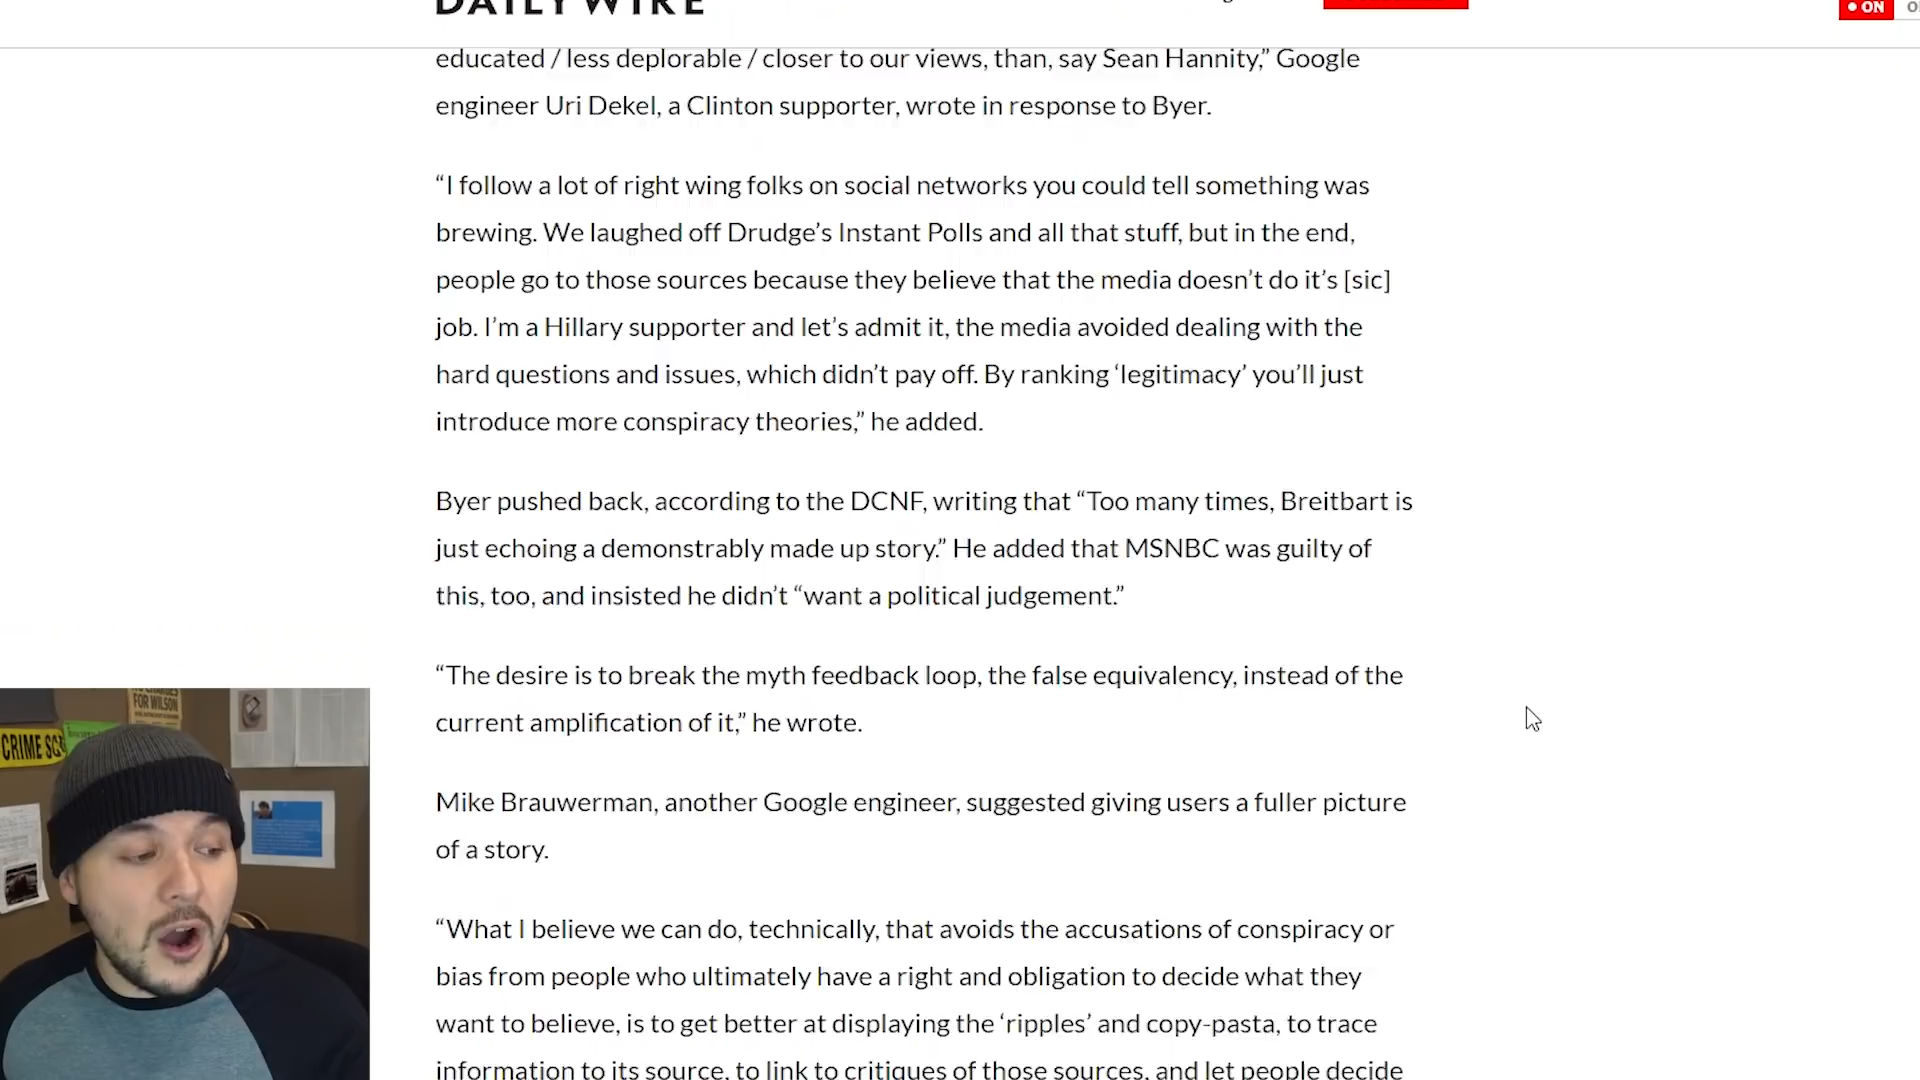 DAILY WIRE
ON
educated / less deplorable / closer to our views, than, say Sean Hannity,” Google
engineer Uri Dekel, a Clinton supporter, wrote in response to Byer.
“I follow a lot of right wing folks on social networks you could tell something was
brewing. We laughed off Drudge’s Instant Polls and all that stuff, but in the end,
people go to those sources because they believe that the media doesn’t do it’s [sic]
job. I’m a Hillary supporter and let’s admit it, the media avoided dealing with the
hard questions and issues, which didn’t pay off. By ranking ‘legitimacy’ you’ll just
introduce more conspiracy theories,” he added.
Byer pushed back, according to the DCNF, writing that “Too many times, Breitbart is
just echoing a demonstrably made up story.” He added that MSNBC was guilty of
this, too, and insisted he didn’t “want a political judgement.”
“The desire is to break the myth feedback loop, the false equivalency, instead of the
current amplification of it,” he wrote.
Mike Brauwerman, another Google engineer, suggested giving users a fuller picture
of a story.
“What I believe we can do, technically, that avoids the accusations of conspiracy or
bias from people who ultimately have a right and obligation to decide what they
want to believe, is to get better at displaying the ‘ripples’ and copy-pasta, to trace
information to its source, to link to critiques of those sources, and let people decide
FOR WILSON
CRIME SC